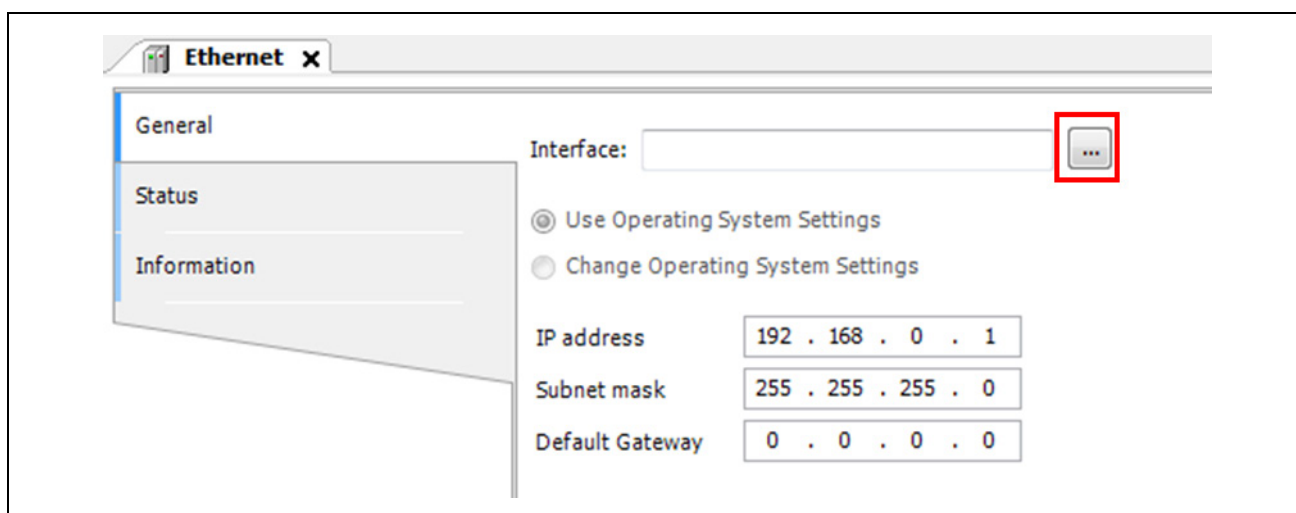 Ethernet x
General
Interface: ...
Status
Use Operating System Settings
Information
Change Operating System Settings
IP address 192 . 168 . 0 . 1
Subnet mask 255 . 255 . 255 . 0
Default Gateway 0 . 0 . 0 . 0